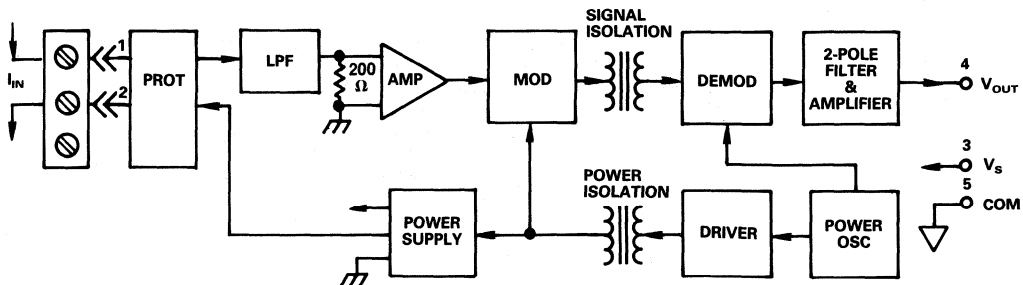 SIGNAL
ISOLATION
I_IN
1
2
PROT
LPF
200
Ω
AMP
MOD
DEMOD
2-POLE
FILTER
&
AMPLIFIER
4
V_OUT
3
V_S
5
COM
POWER
ISOLATION
POWER
SUPPLY
DRIVER
POWER
OSC